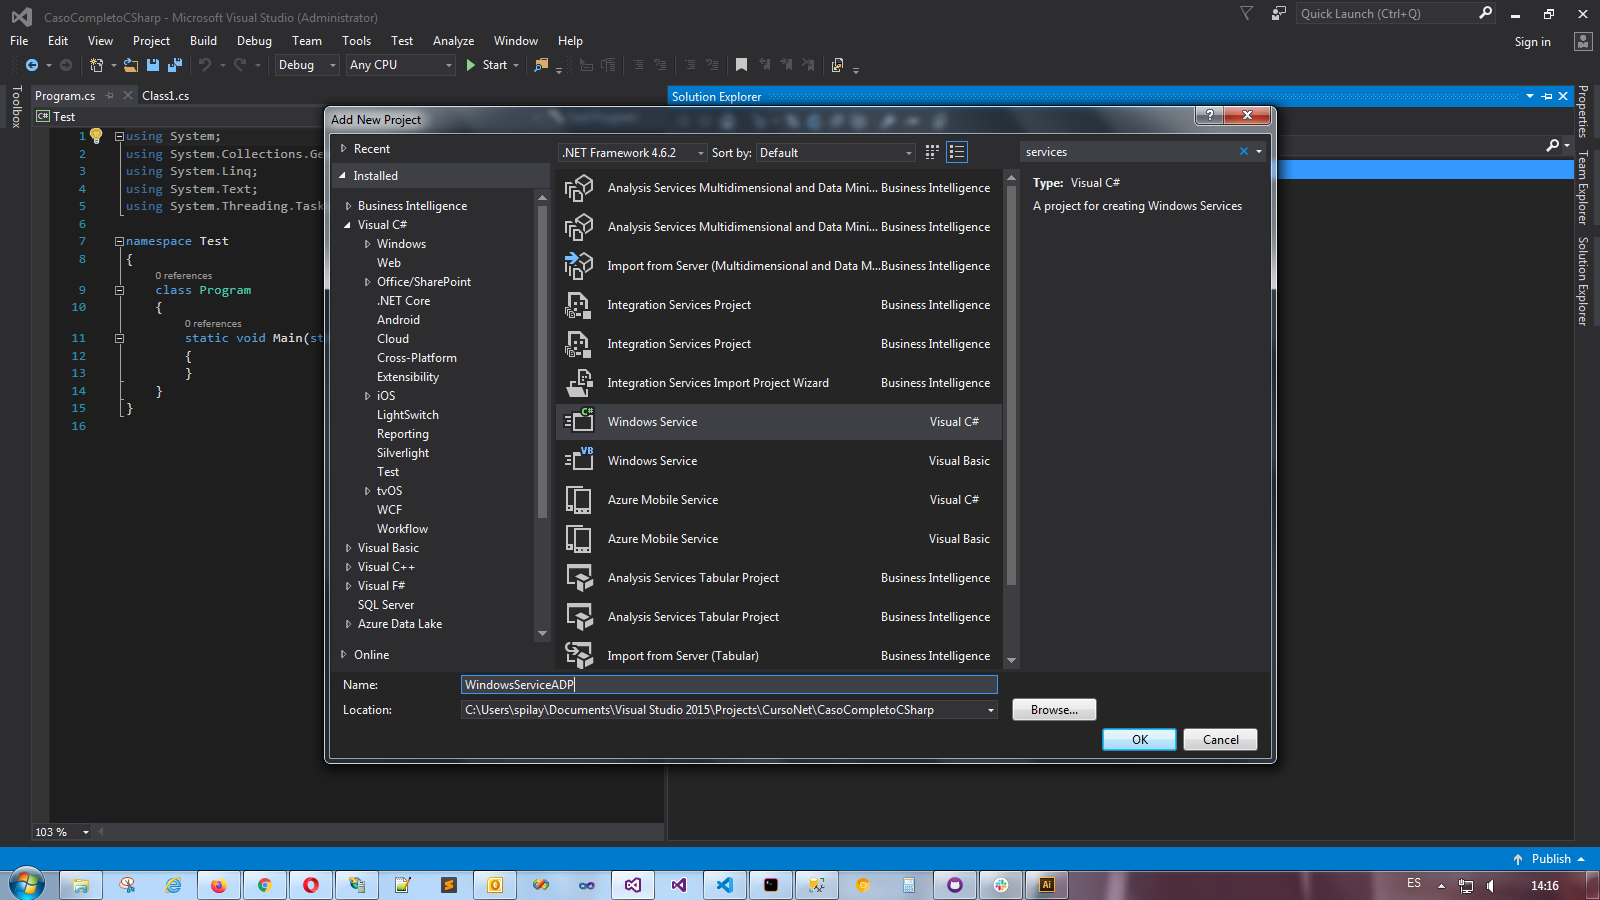 CasoCompletoCSharp - Microsoft Visual Studio (Administrator)
Quick Launch (Ctrl+Q)
File Edit View Project Build Debug Team Tools Test Analyze Window Help
Sign in
Debug Any CPU Start
Toolbox
Program.cs Class1.cs
Test
1 using System;
2 using System.Collections.Ge
3 using System.Linq;
4 using System.Text;
5 using System.Threading.Task
6
7 namespace Test
8 {
0 references
9 class Program
10 {
0 references
11 static void Main(st
12 {
13 }
14 }
15 }
16
103 %
Solution Explorer
Properties
Team Explorer
Solution Explorer
Add New Project
?
Recent
Installed
Business Intelligence
Visual C#
Windows
Web
Office/SharePoint
.NET Core
Android
Cloud
Cross-Platform
Extensibility
iOS
LightSwitch
Reporting
Silverlight
Test
tvOS
WCF
Workflow
Visual Basic
Visual C++
Visual F#
SQL Server
Azure Data Lake
Online
.NET Framework 4.6.2 Sort by: Default
Analysis Services Multidimensional and Data Mini... Business Intelligence
Analysis Services Multidimensional and Data Mini... Business Intelligence
Import from Server (Multidimensional and Data M... Business Intelligence
Integration Services Project Business Intelligence
Integration Services Project Business Intelligence
Integration Services Import Project Wizard Business Intelligence
C# Windows Service Visual C#
VB Windows Service Visual Basic
Azure Mobile Service Visual C#
Azure Mobile Service Visual Basic
Analysis Services Tabular Project Business Intelligence
Analysis Services Tabular Project Business Intelligence
Import from Server (Tabular) Business Intelligence
services
Type: Visual C#
A project for creating Windows Services
Name: WindowsServiceADP
Location: C:\Users\spilay\Documents\Visual Studio 2015\Projects\CursoNet\CasoCompletoCSharp
Browse...
OK Cancel
Publish
Ai
ES
14:16